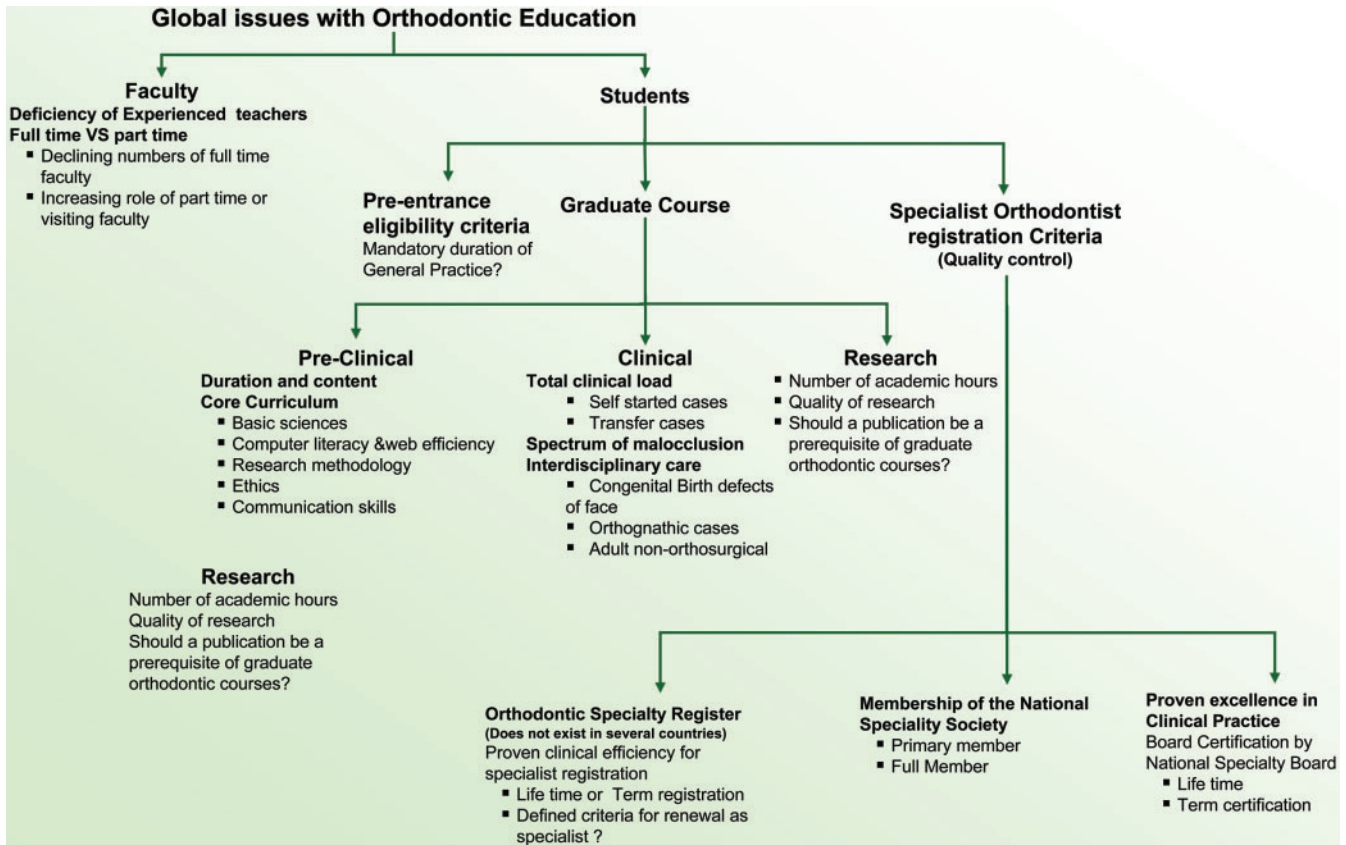 Global issues with Orthodontic Education
Faculty
Deficiency of Experienced teachers
Full time VS part time
▪ Declining numbers of full time
faculty
▪ Increasing role of part time or
visiting faculty
Students
Pre-entrance
eligibility criteria
Mandatory duration of
General Practice?
Graduate Course
Specialist Orthodontist
registration Criteria
(Quality control)
Pre-Clinical
Duration and content
Core Curriculum
▪ Basic sciences
▪ Computer literacy &web efficiency
▪ Research methodology
▪ Ethics
▪ Communication skills
Clinical
Total clinical load
▪ Self started cases
▪ Transfer cases
Spectrum of malocclusion
Interdisciplinary care
▪ Congenital Birth defects
of face
▪ Orthognathic cases
▪ Adult non-orthosurgical
Research
▪ Number of academic hours
▪ Quality of research
▪ Should a publication be a
prerequisite of graduate
orthodontic courses?
Research
Number of academic hours
Quality of research
Should a publication be a
prerequisite of graduate
orthodontic courses?
Orthodontic Specialty Register
(Does not exist in several countries)
Proven clinical efficiency for
specialist registration
▪ Life time or Term registration
▪ Defined criteria for renewal as
specialist ?
Membership of the National
Speciality Society
▪ Primary member
▪ Full Member
Proven excellence in
Clinical Practice
Board Certification by
National Specialty Board
▪ Life time
▪ Term certification